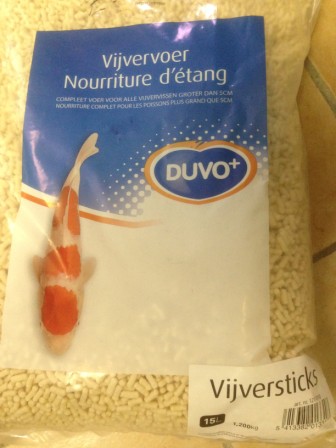 Vijvervoer
Nourriture d'étang
COMPLEET VOER VOOR ALLE VIJVERVISSEN GROTER DAN 5CM
NOURRITURE COMPLET POUR LES POISSONS PLUS GRAND QUE 5CM
DUVO+
Vijversticks
15